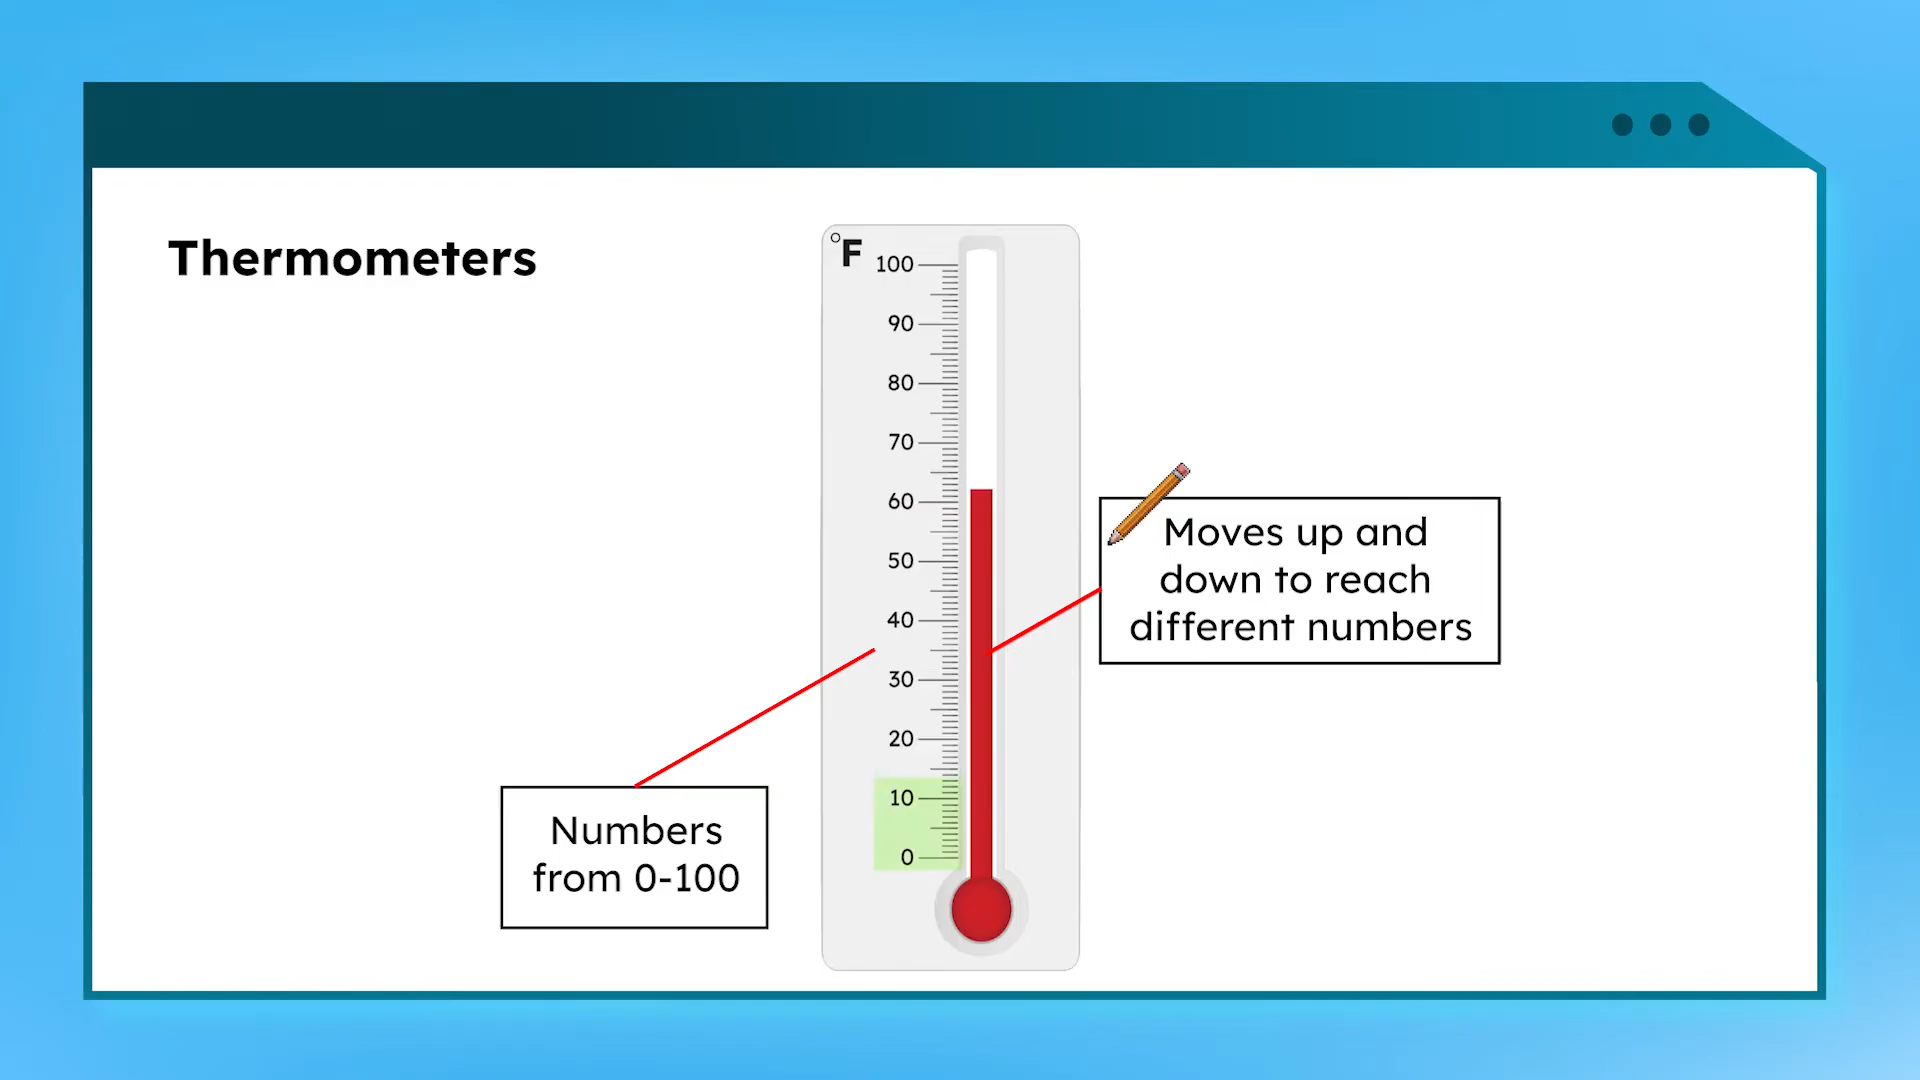 Thermometers
°F
100
90
80
70
60
50
40
30
20
10
0
Moves up and
down to reach
different numbers
Numbers
from 0-100